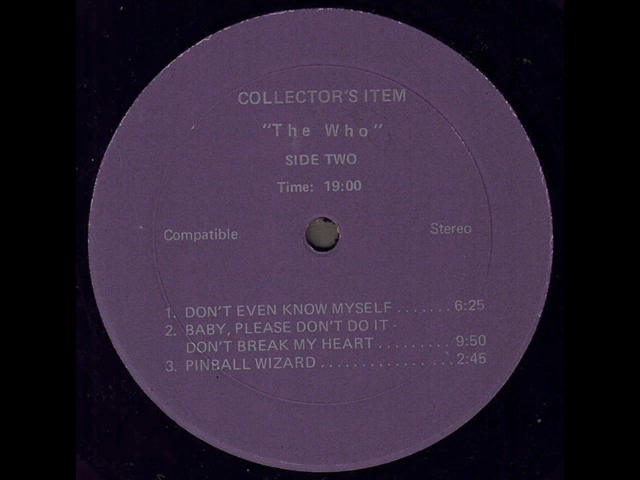 COLLECTOR'S ITEM
"The Who"
SIDE TWO
Time: 19:00
Compatible Stereo
1. DON'T EVEN KNOW MYSELF ....... 6:25
2. BABY, PLEASE DON'T DO IT -
DON'T BREAK MY HEART ......... 9:50
3. PINBALL WIZARD ................. 2:45